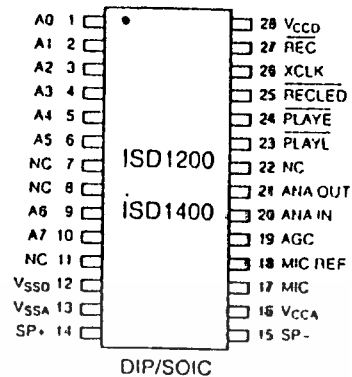 A0 1
A1 2
A2 3
A3 4
A4 5
A5 6
NC 7
NC 8
A6 9
A7 10
NC 11
VSSD 12
VSSA 13
SP+ 14
ISD1200
ISD1400
28 VCCD
27 REC
26 XCLK
25 RECLED
24 PLAYE
23 PLAYL
22 NC
21 ANA OUT
20 ANA IN
19 AGC
18 MIC REF
17 MIC
16 VCCA
15 SP-
DIP/SOIC